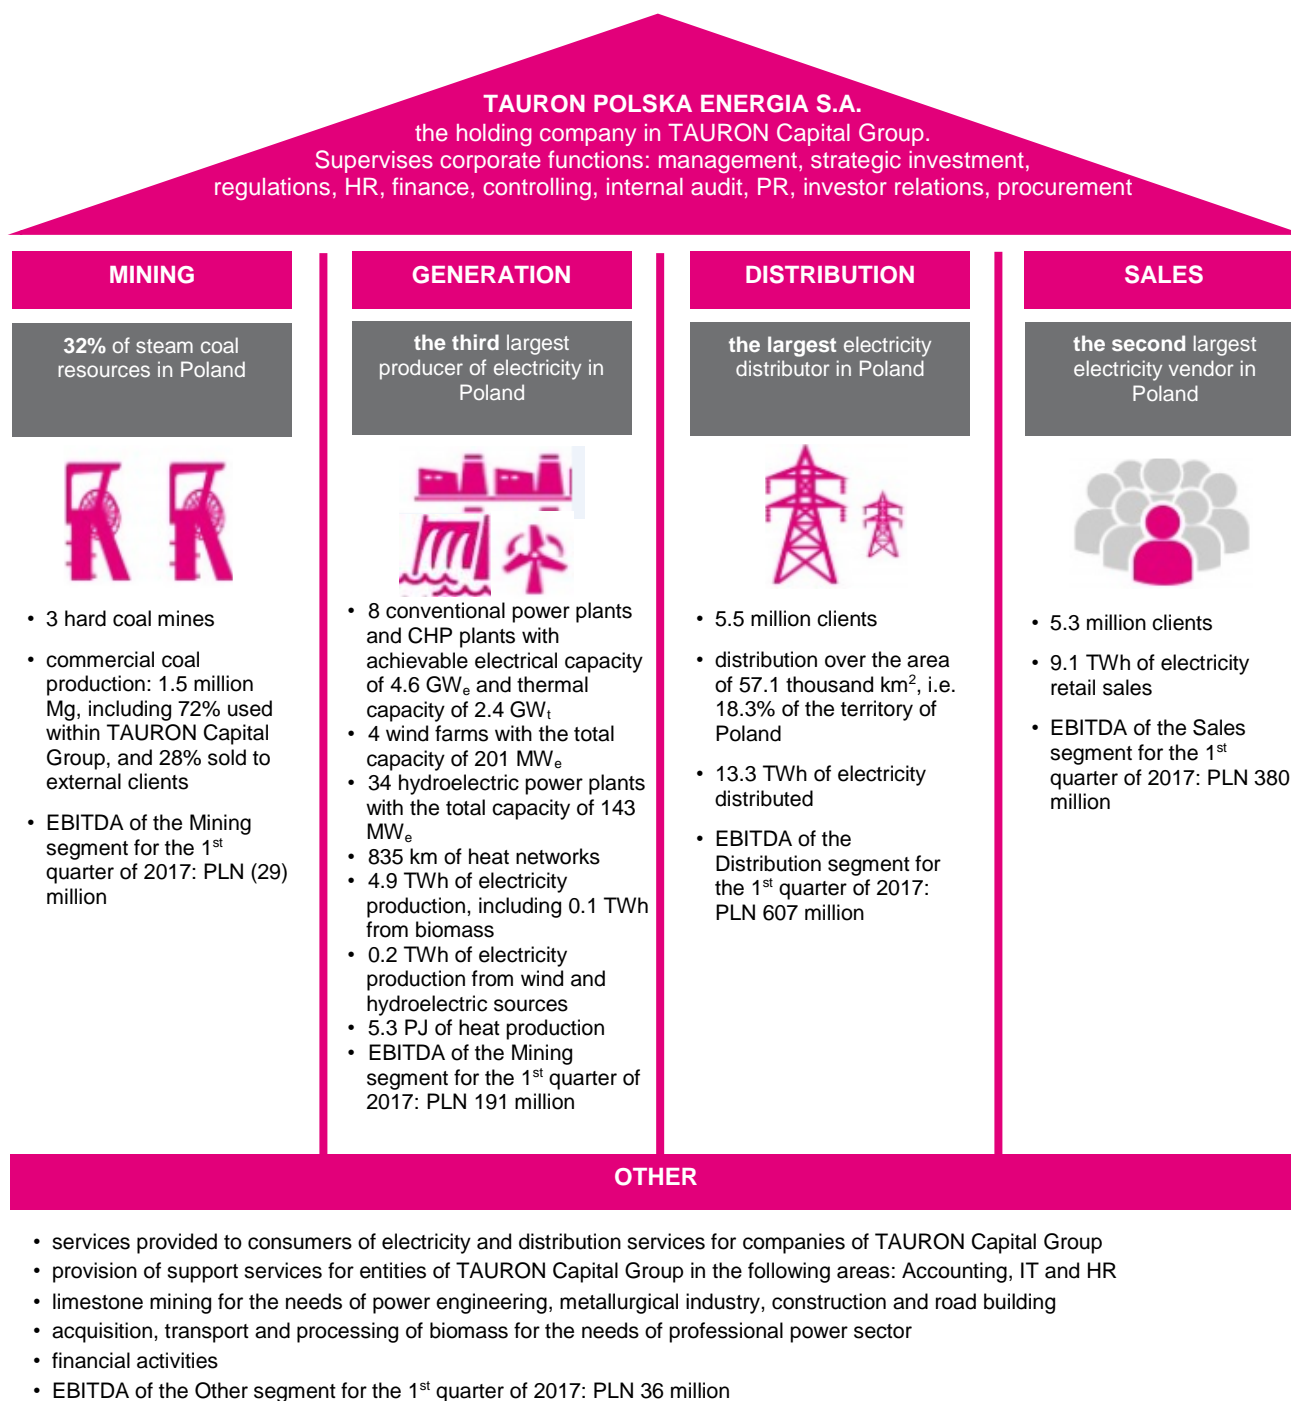 TAURON POLSKA ENERGIA S.A.
the holding company in TAURON Capital Group.
Supervises corporate functions: management, strategic investment,
regulations, HR, finance, controlling, internal audit, PR, investor relations, procurement
MINING
32% of steam coal
resources in Poland
• 3 hard coal mines
• commercial coal
production: 1.5 million
Mg, including 72% used
within TAURON Capital
Group, and 28% sold to
external clients
• EBITDA of the Mining
segment for the 1st
quarter of 2017: PLN (29)
million
GENERATION
the third largest
producer of electricity in
Poland
• 8 conventional power plants
and CHP plants with
achievable electrical capacity
of 4.6 GWe and thermal
capacity of 2.4 GWt
• 4 wind farms with the total
capacity of 201 MWe
• 34 hydroelectric power plants
with the total capacity of 143
MWe
• 835 km of heat networks
• 4.9 TWh of electricity
production, including 0.1 TWh
from biomass
• 0.2 TWh of electricity
production from wind and
hydroelectric sources
• 5.3 PJ of heat production
• EBITDA of the Mining
segment for the 1st quarter of
2017: PLN 191 million
DISTRIBUTION
the largest electricity
distributor in Poland
• 5.5 million clients
• distribution over the area
of 57.1 thousand km2, i.e.
18.3% of the territory of
Poland
• 13.3 TWh of electricity
distributed
• EBITDA of the
Distribution segment for
the 1st quarter of 2017:
PLN 607 million
SALES
the second largest
electricity vendor in
Poland
• 5.3 million clients
• 9.1 TWh of electricity
retail sales
• EBITDA of the Sales
segment for the 1st
quarter of 2017: PLN 380
million
OTHER
• services provided to consumers of electricity and distribution services for companies of TAURON Capital Group
• provision of support services for entities of TAURON Capital Group in the following areas: Accounting, IT and HR
• limestone mining for the needs of power engineering, metallurgical industry, construction and road building
• acquisition, transport and processing of biomass for the needs of professional power sector
• financial activities
• EBITDA of the Other segment for the 1st quarter of 2017: PLN 36 million